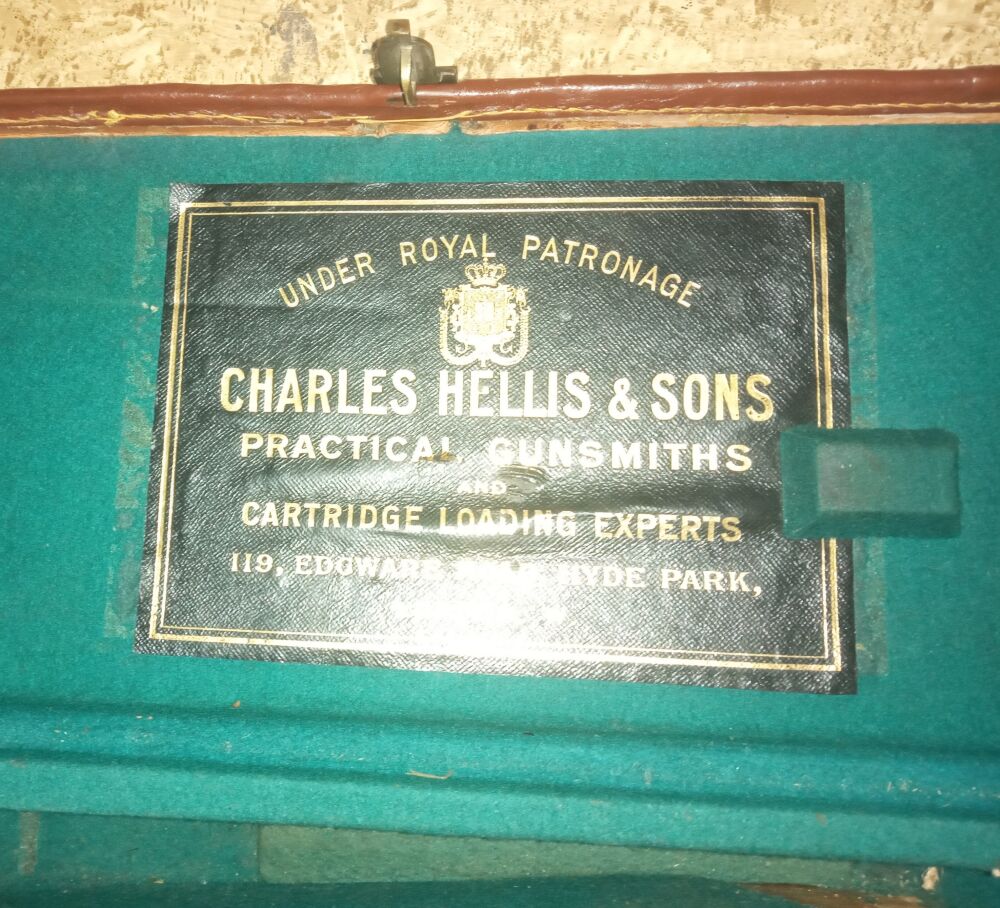 UNDER ROYAL PATRONAGE
CHARLES HELLIS & SONS
PRACTICAL GUNSMITHS
AND
CARTRIDGE LOADING EXPERTS
119, EDGWARE HYDE PARK,